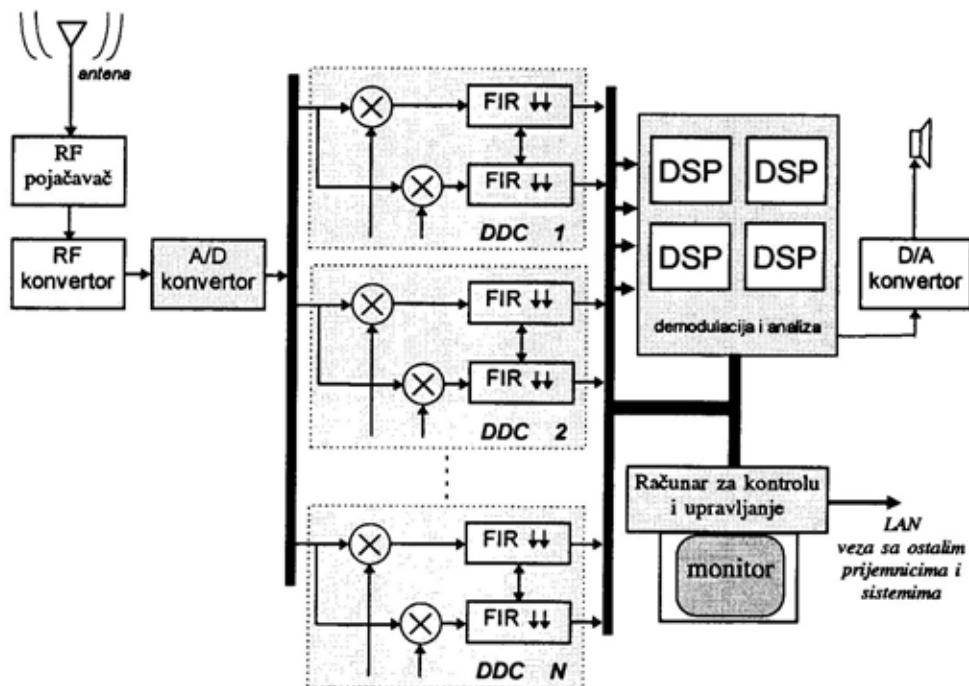 antena
RF
pojačavač
RF
konvertor
A/D
konvertor
FIR ↓↓
FIR ↓↓
DDC 1
FIR ↓↓
FIR ↓↓
DDC 2
FIR ↓↓
FIR ↓↓
DDC N
DSP DSP
DSP DSP
demodulacija i analiza
D/A
konvertor
Računar za kontrolu
i upravljanje
monitor
LAN
veza sa ostalim
prijemnicima i
sistemima